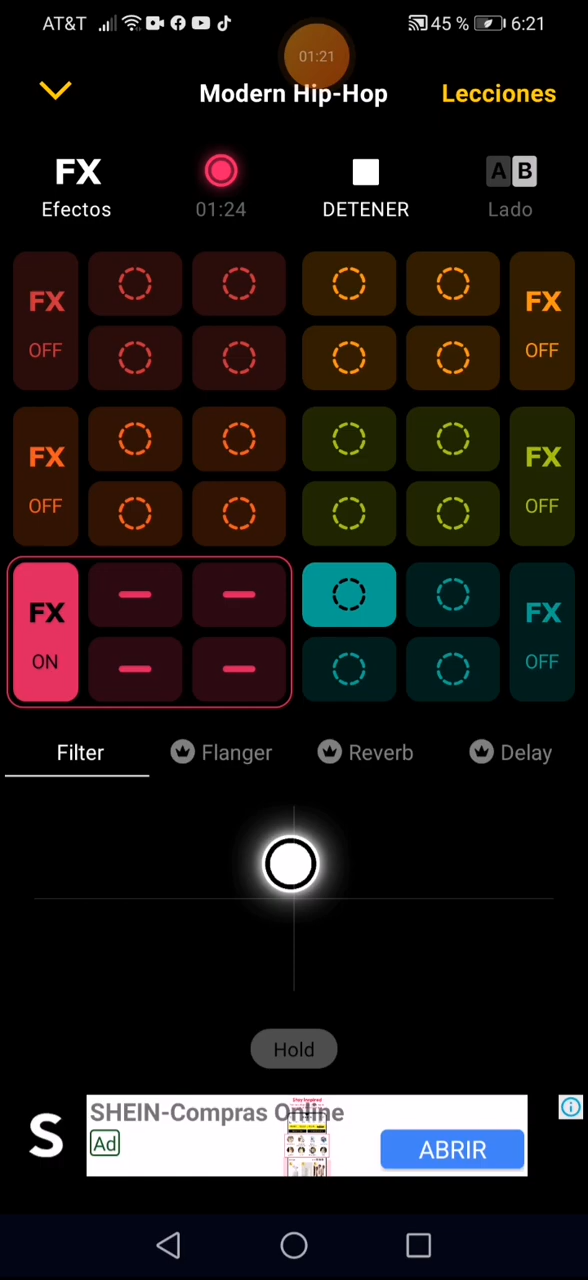 AT&T 45 % 6:21
01:21
Modern Hip-Hop Lecciones
FX A B
Efectos 01:24 DETENER Lado
FX FX
OFF OFF
FX FX
OFF OFF
FX FX
ON OFF
Filter Flanger Reverb Delay
Hold
SHEIN-Compras Online
S
Ad
ABRIR